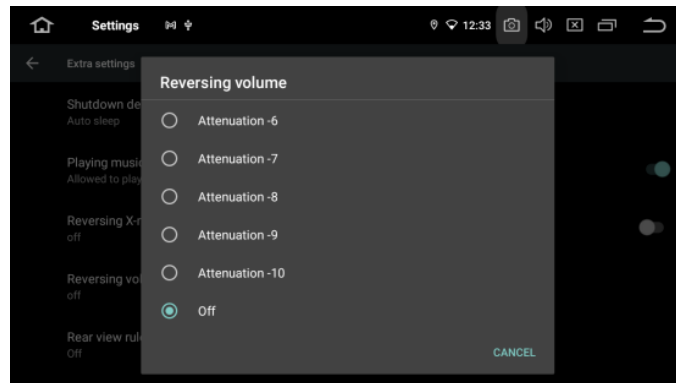 Settings
12:33
Extra settings
Reversing volume
Shutdown de
Auto sleep
Attenuation -6
Attenuation -7
Playing musi
Allowed to play
Attenuation -8
Reversing X-r
off
Attenuation -9
Attenuation -10
Reversing vol
off
Off
Rear view rul
Off
CANCEL